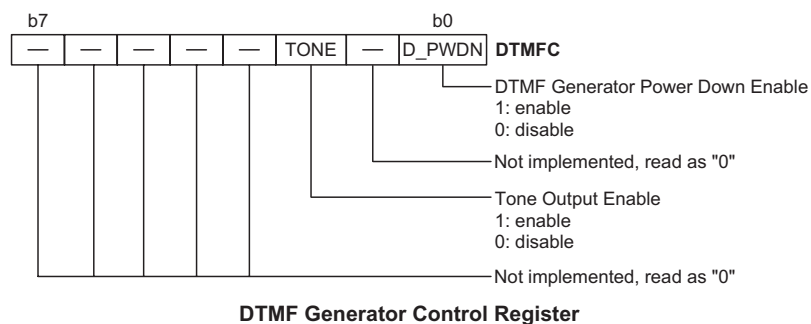 b7 b0
— — — — — TONE — D_PWDN DTMFC
DTMF Generator Power Down Enable
1: enable
0: disable
Not implemented, read as "0"
Tone Output Enable
1: enable
0: disable
Not implemented, read as "0"
DTMF Generator Control Register